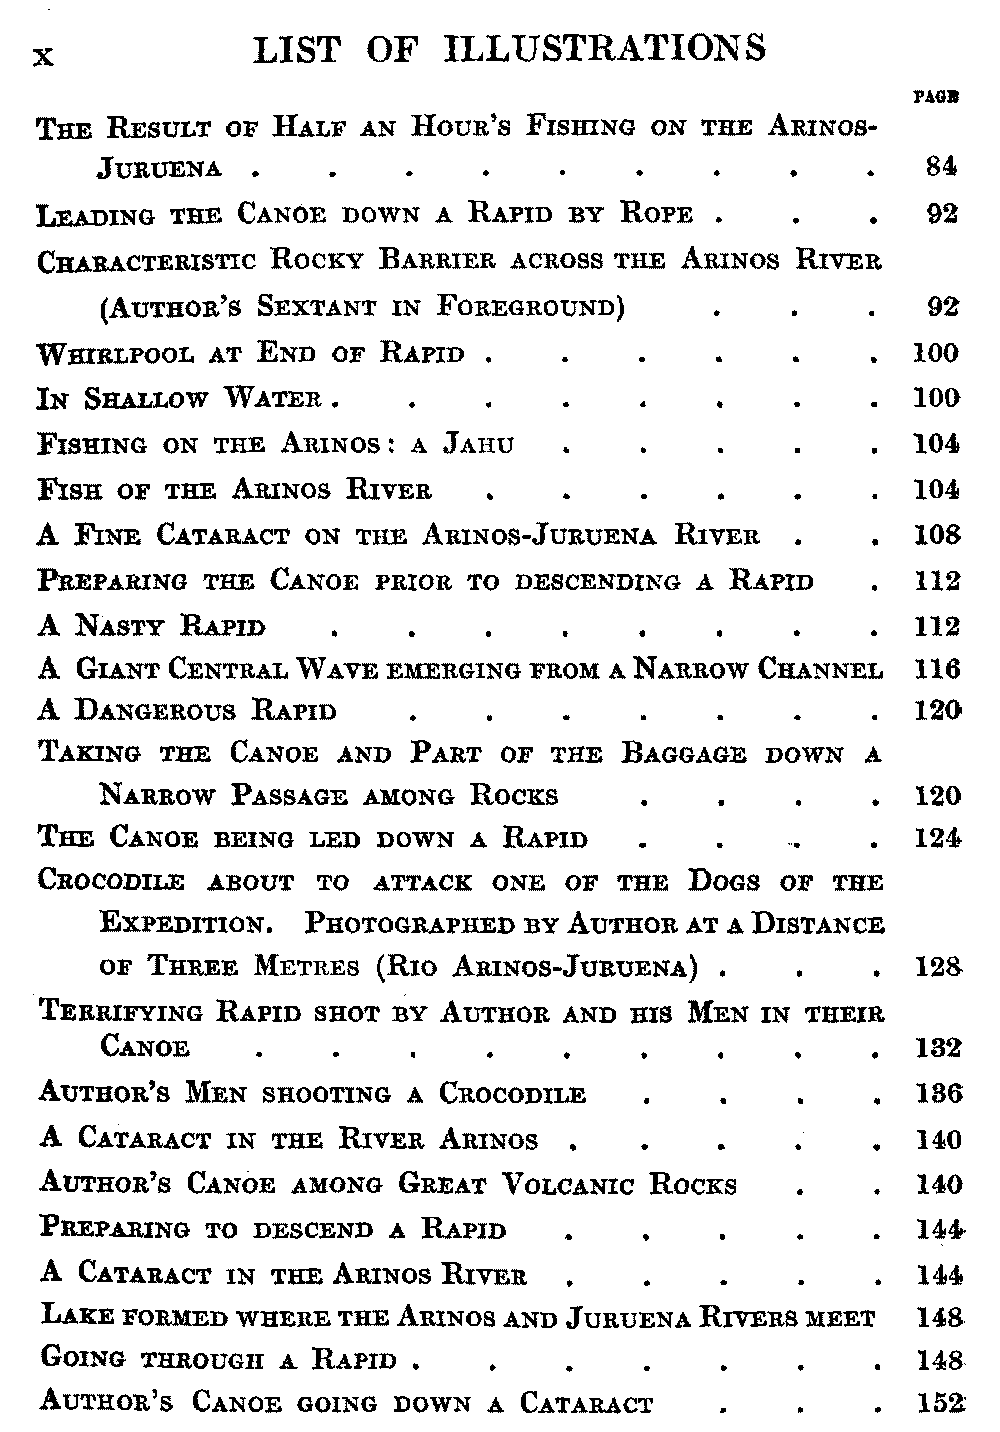 x LIST OF ILLUSTRATIONS
PAGE
The Result of Half an Hour's Fishing on the Arinos-
Juruena . . . . . . . . . 84
Leading the Canoe down a Rapid by Rope . . . 92
Characteristic Rocky Barrier across the Arinos River
(Author's Sextant in Foreground) . . . 92
Whirlpool at End of Rapid . . . . . . 100
In Shallow Water . . . . . . . . 100
Fishing on the Arinos: a Jahu . . . . . 104
Fish of the Arinos River . . . . . . 104
A Fine Cataract on the Arinos-Juruena River . . 108
Preparing the Canoe prior to descending a Rapid . 112
A Nasty Rapid . . . . . . . . 112
A Giant Central Wave emerging from a Narrow Channel 116
A Dangerous Rapid . . . . . . . 120
Taking the Canoe and Part of the Baggage down a
Narrow Passage among Rocks . . . . 120
The Canoe being led down a Rapid . . . . 124
Crocodile about to attack one of the Dogs of the
Expedition. Photographed by Author at a Distance
of Three Metres (Rio Arinos-Juruena) . . . 128
Terrifying Rapid shot by Author and his Men in their
Canoe . . . . . . . . . 132
Author's Men shooting a Crocodile . . . . 136
A Cataract in the River Arinos . . . . . 140
Author's Canoe among Great Volcanic Rocks . . 140
Preparing to descend a Rapid . . . . . 144
A Cataract in the Arinos River . . . . . 144
Lake formed where the Arinos and Juruena Rivers meet 148
Going through a Rapid . . . . . . . 148
Author's Canoe going down a Cataract . . . 152